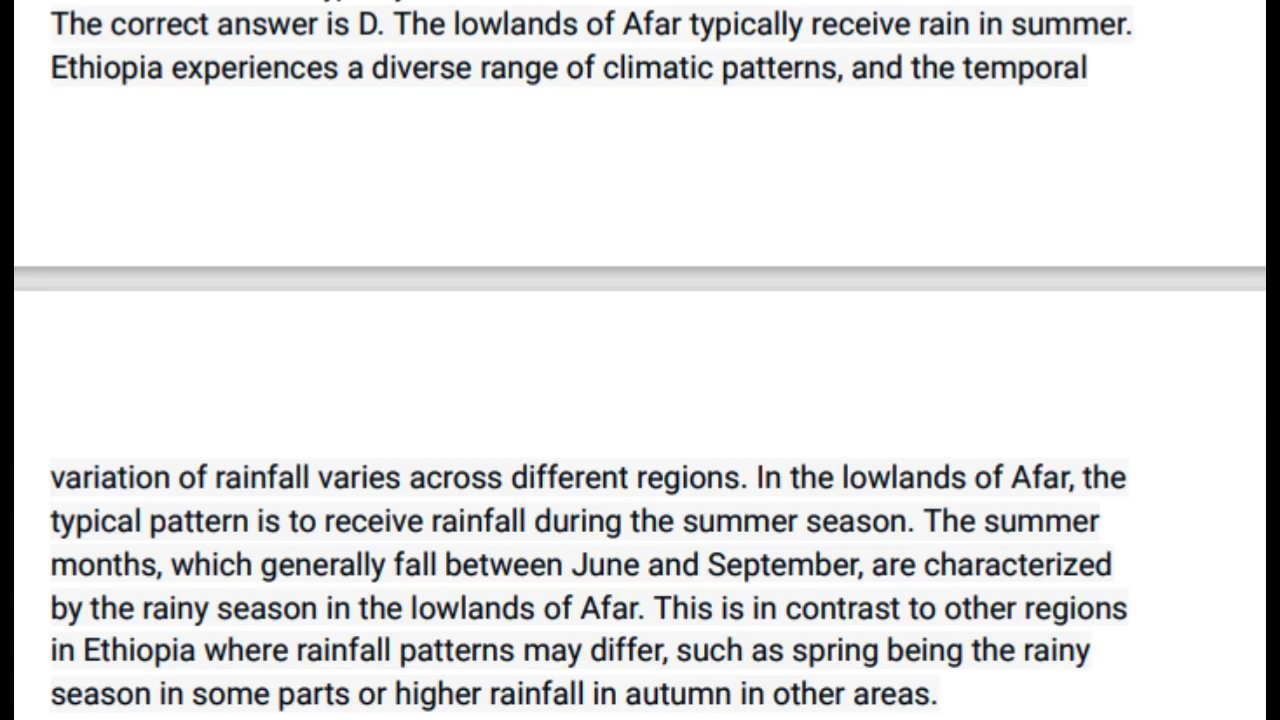 The correct answer is D. The lowlands of Afar typically receive rain in summer.
Ethiopia experiences a diverse range of climatic patterns, and the temporal
variation of rainfall varies across different regions. In the lowlands of Afar, the
typical pattern is to receive rainfall during the summer season. The summer
months, which generally fall between June and September, are characterized
by the rainy season in the lowlands of Afar. This is in contrast to other regions
in Ethiopia where rainfall patterns may differ, such as spring being the rainy
season in some parts or higher rainfall in autumn in other areas.